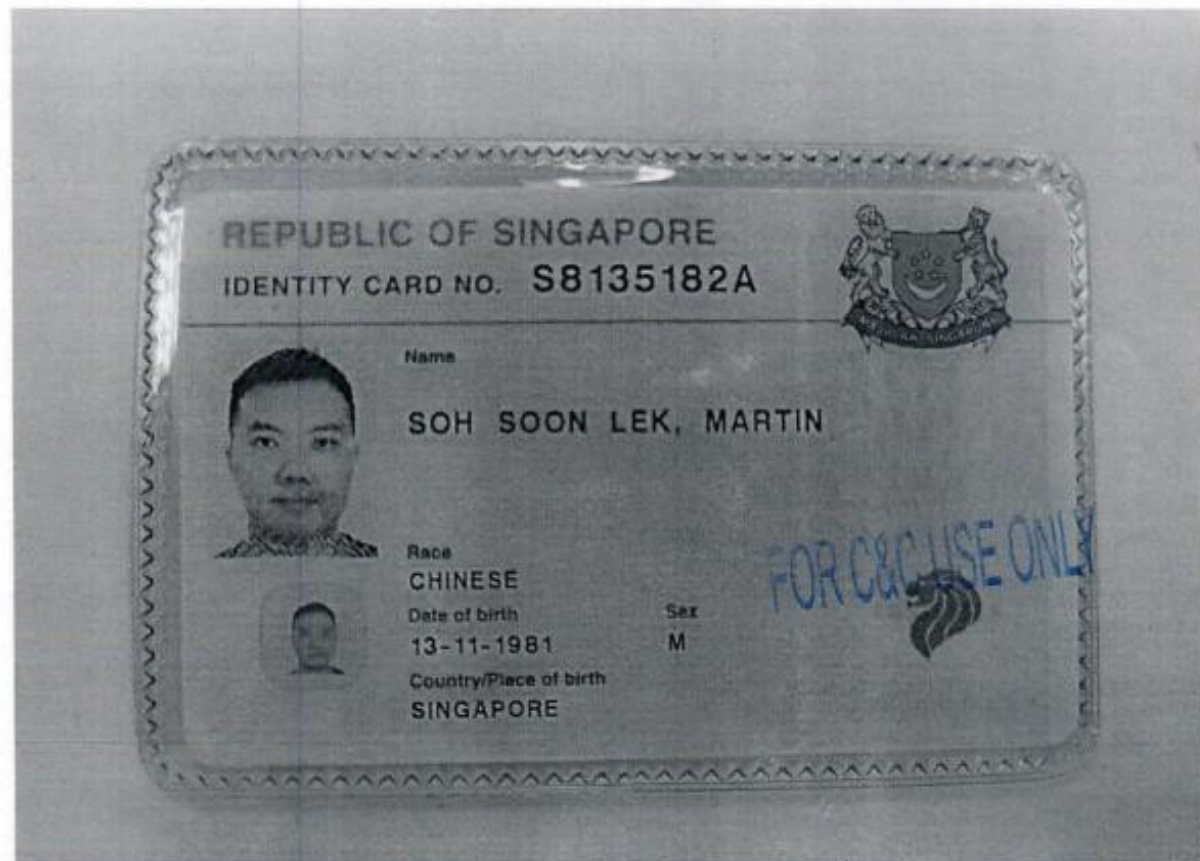 REPUBLIC OF SINGAPORE
IDENTITY CARD NO. S8135182A
Name
SOH SOON LEK, MARTIN
Race
CHINESE
Date of birth
Sex
13-11-1981
M
Country/Place of birth
SINGAPORE
FOR C&C USE ONLY